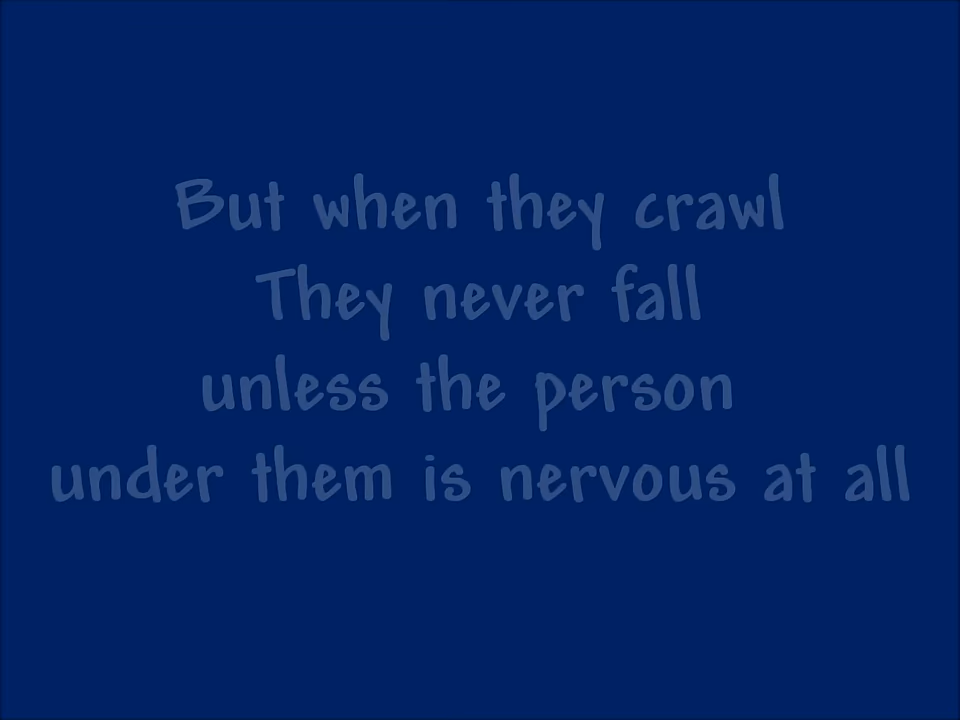 But when they crawl
They never fall
unless the person
under them is nervous at all